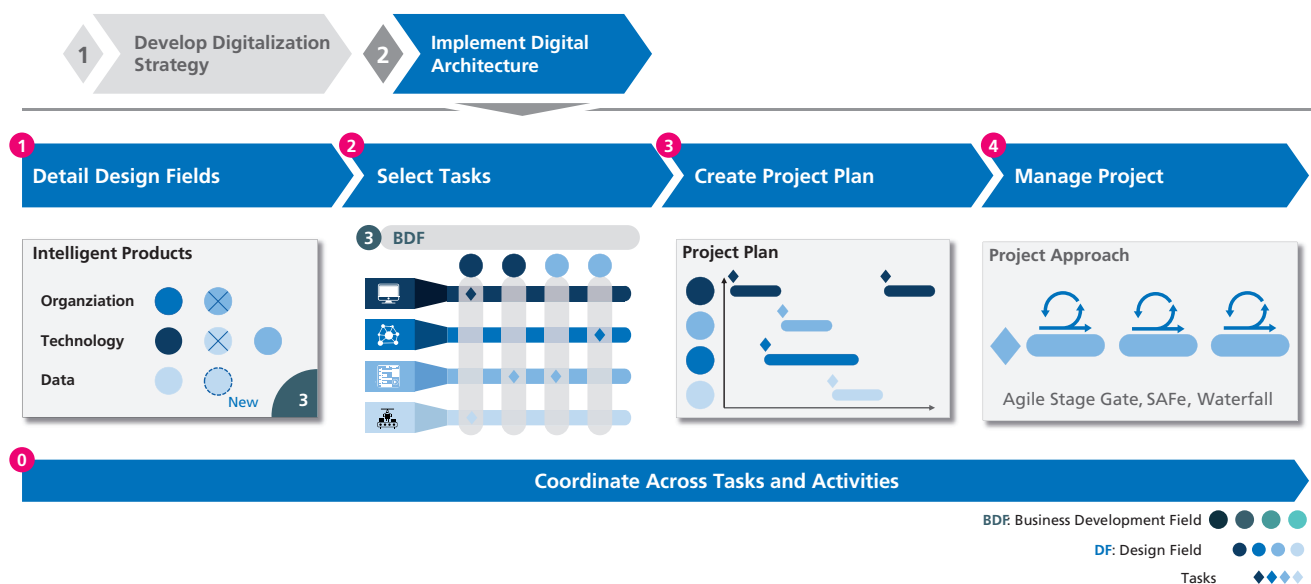 1
Develop Digitalization
Strategy
2
Implement Digital
Architecture
1
Detail Design Fields
2
Select Tasks
3
Create Project Plan
4
Manage Project
Intelligent Products
Organziation
Technology
Data
New
3
3
BDF
Project Plan
Project Approach
Agile Stage Gate, SAFe, Waterfall
0
Coordinate Across Tasks and Activities
BDF: Business Development Field
DF: Design Field
Tasks